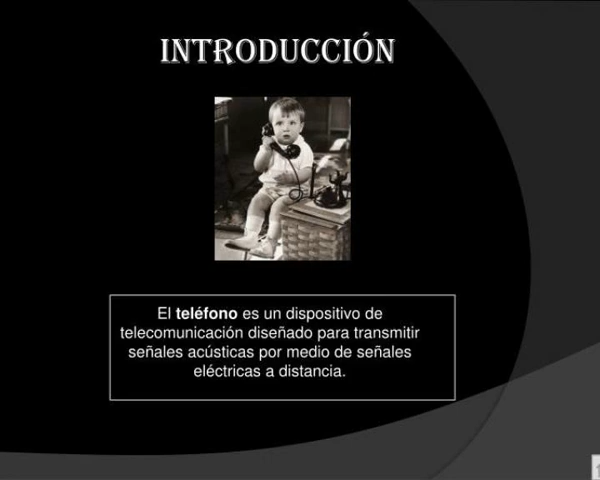 INTRODUCCIÓN
El teléfono es un dispositivo de
telecomunicación diseñado para transmitir
señales acústicas por medio de señales
eléctricas a distancia.